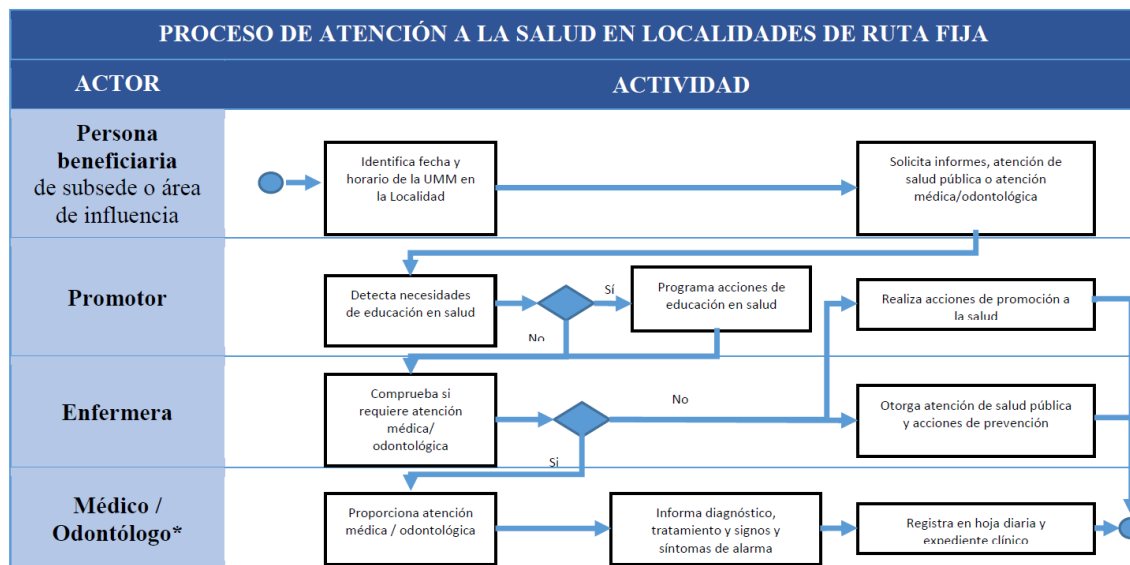 PROCESO DE ATENCIÓN A LA SALUD EN LOCALIDADES DE RUTA FIJA
ACTOR
ACTIVIDAD
Persona
beneficiaria
de subsede o área
de influencia
Identifica fecha y
horario de la UMM en
la Localidad
Solicita informes, atención de
salud pública o atención
médica/odontológica
Promotor
Detecta necesidades
de educación en salud
Sí
No
Programa acciones de
educación en salud
Realiza acciones de promoción a
la salud
Enfermera
Comprueba si
requiere atención
médica/
odontológica
No
Si
Otorga atención de salud pública
y acciones de prevención
Médico /
Odontólogo*
Proporciona atención
médica / odontológica
Informa diagnóstico,
tratamiento y signos y
síntomas de alarma
Registra en hoja diaria y
expediente clínico